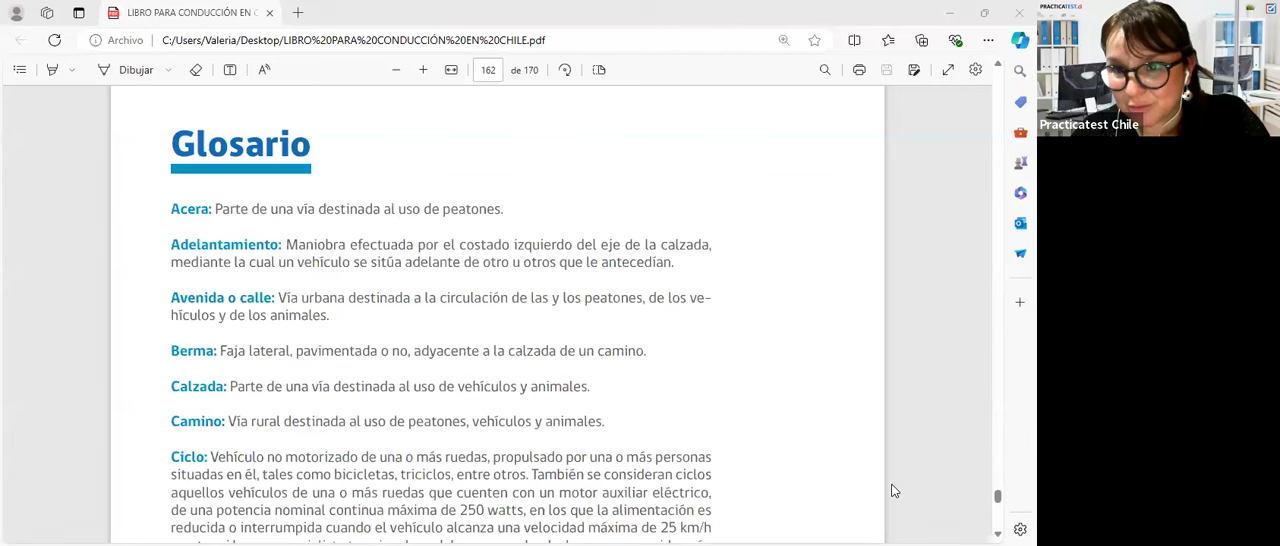 LIBRO PARA CONDUCCIÓN EN C
Archivo
C:/Users/Valeria/Desktop/LIBRO%20PARA%20CONDUCCIÓN%20EN%20CHILE.pdf
Dibujar
162 de 170
PRACTICATEST.cl
Practicatest Chile
Glosario
Acera: Parte de una vía destinada al uso de peatones.
Adelantamiento: Maniobra efectuada por el costado izquierdo del eje de la calzada,
mediante la cual un vehículo se sitúa adelante de otro u otros que le antecedían.
Avenida o calle: Vía urbana destinada a la circulación de las y los peatones, de los ve-
hículos y de los animales.
Berma: Faja lateral, pavimentada o no, adyacente a la calzada de un camino.
Calzada: Parte de una vía destinada al uso de vehículos y animales.
Camino: Vía rural destinada al uso de peatones, vehículos y animales.
Ciclo: Vehículo no motorizado de una o más ruedas, propulsado por una o más personas
situadas en él, tales como bicicletas, triciclos, entre otros. También se consideran ciclos
aquellos vehículos de una o más ruedas que cuenten con un motor auxiliar eléctrico,
de una potencia nominal continua máxima de 250 watts, en los que la alimentación es
reducida o interrumpida cuando el vehículo alcanza una velocidad máxima de 25 km/h